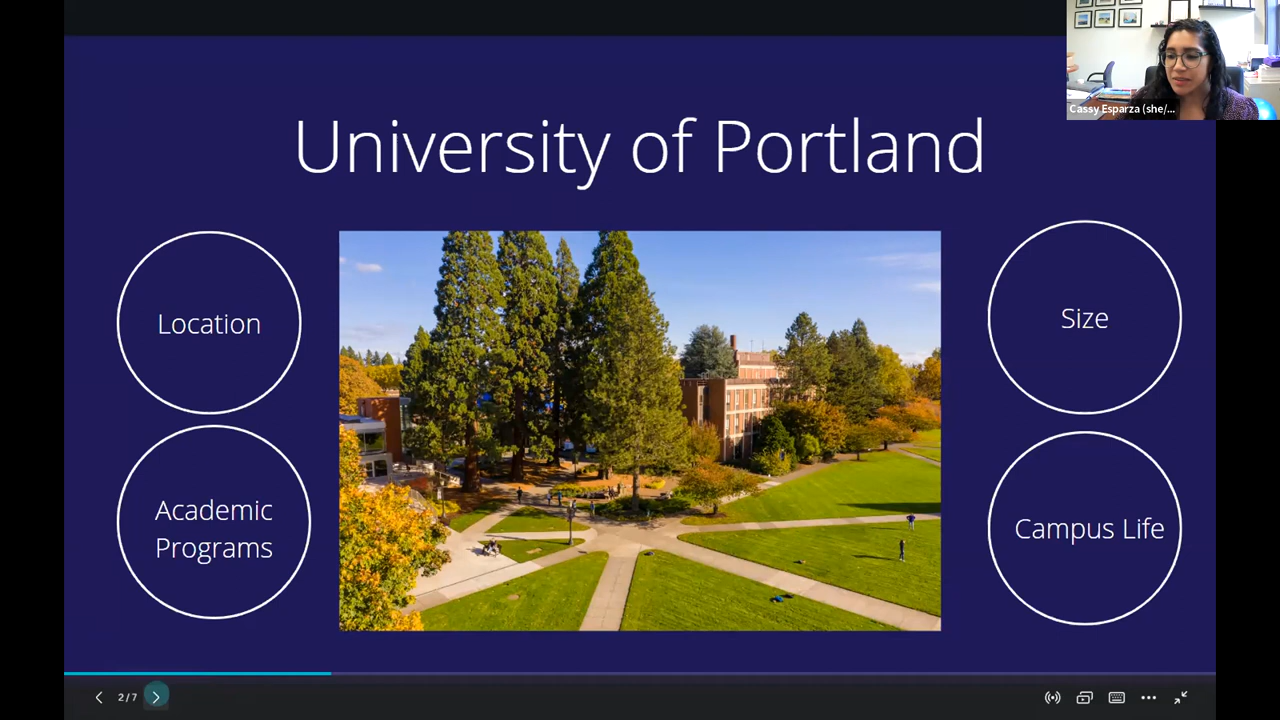 Cassy Esparza (she/...
University of Portland
Location
Size
Academic
Programs
Campus Life
2/7